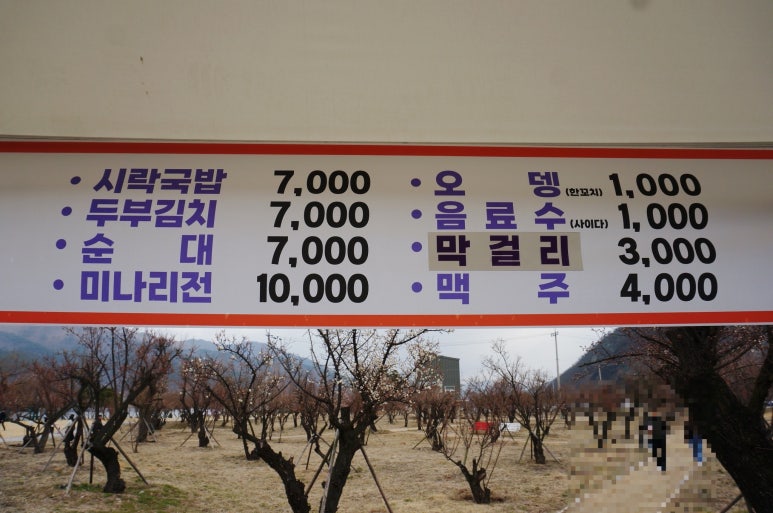 • 시락국밥 7,000
• 두부김치 7,000
• 순 대 7,000
• 미나리전 10,000
• 오 뎅 (한꼬치) 1,000
• 음 료 수 (사이다) 1,000
• 막 걸 리 3,000
• 맥 주 4,000